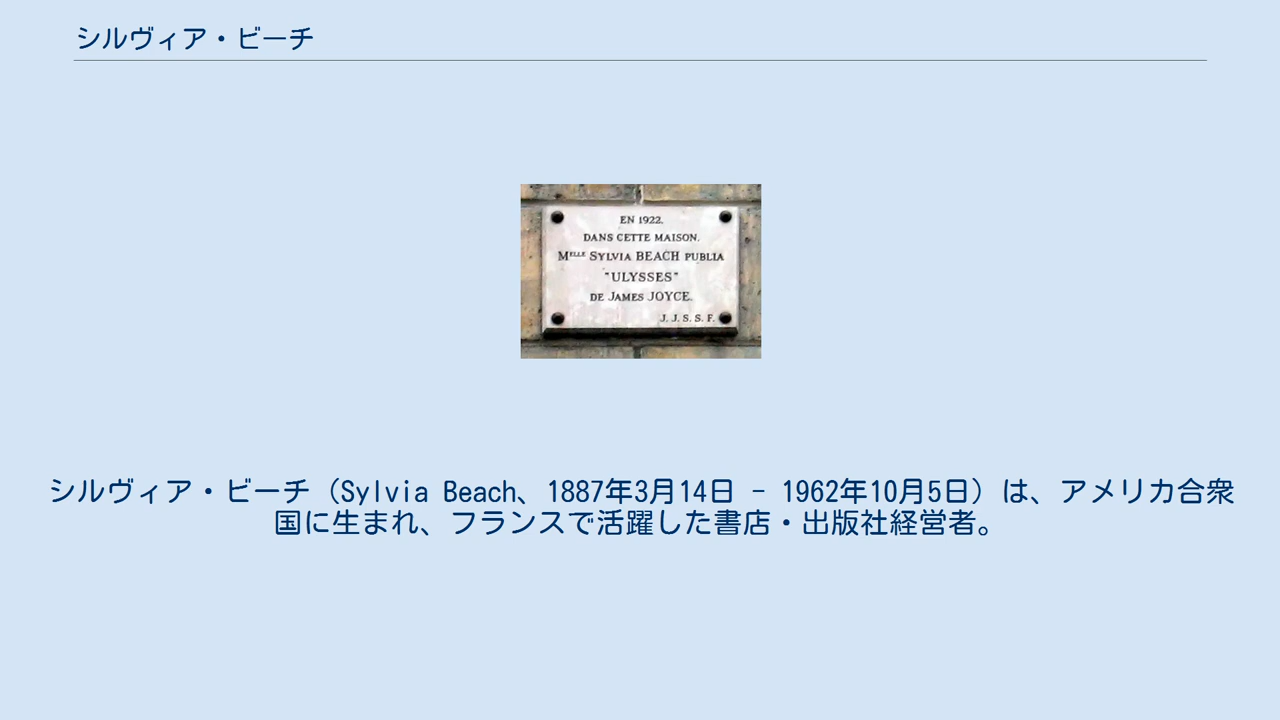 シルヴィア・ビーチ
EN 1922.
DANS CETTE MAISON.
MELLE SYLVIA BEACH PUBLIA
"ULYSSES"
DE JAMES JOYCE.
J. J. S. S. F.
シルヴィア・ビーチ（Sylvia Beach、1887年3月14日 - 1962年10月5日）は、アメリカ合衆
国に生まれ、フランスで活躍した書店・出版社経営者。